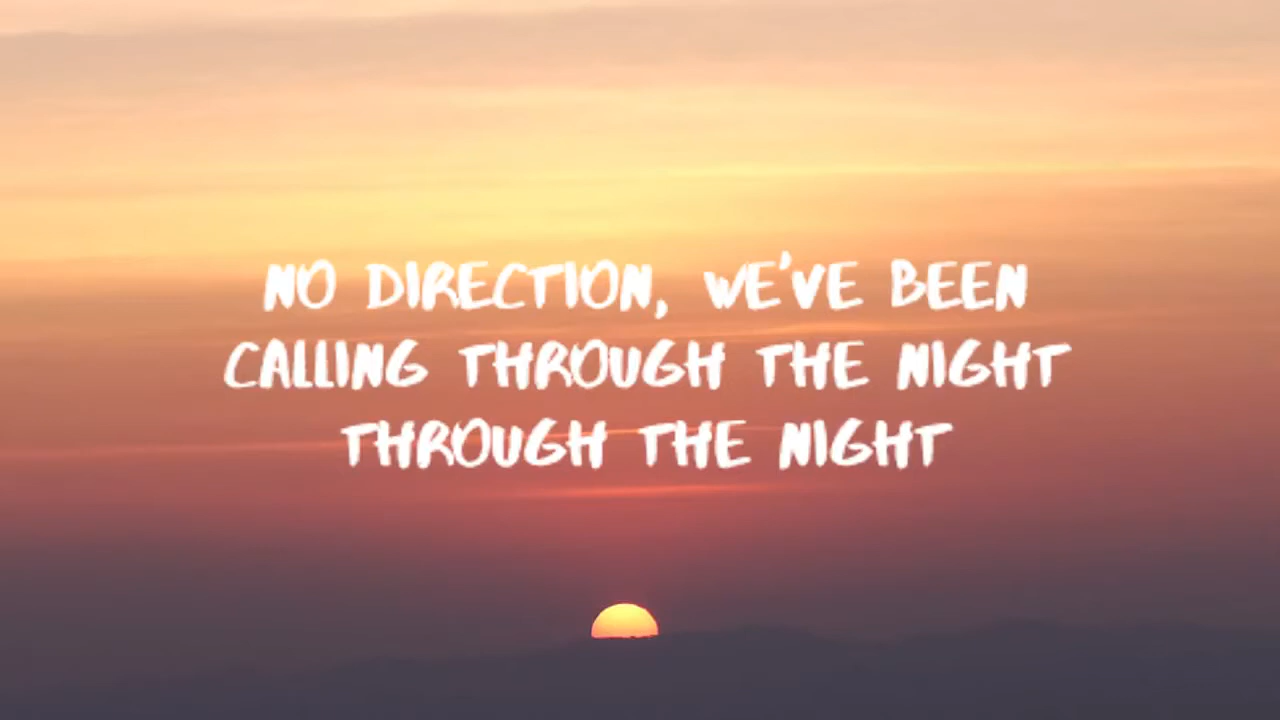 NO DIRECTION, WE'VE BEEN
CALLING THROUGH THE NIGHT
THROUGH THE NIGHT